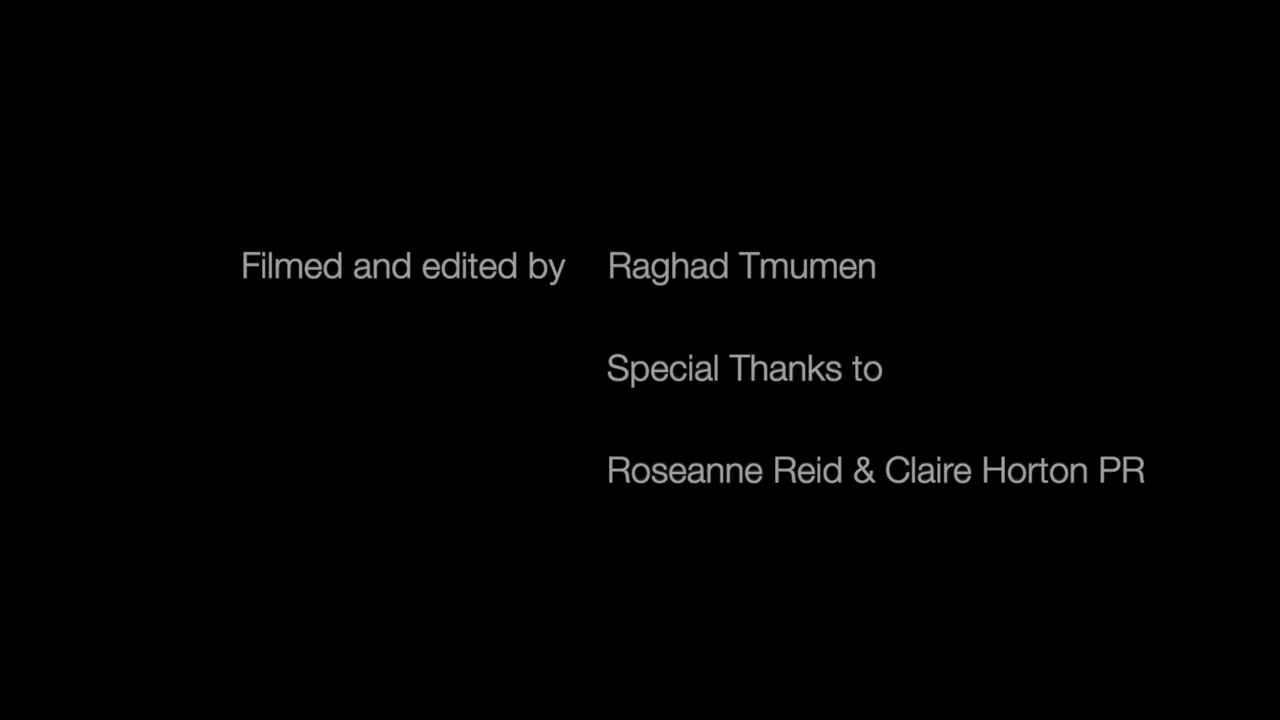 Filmed and edited by Raghad Tmumen
Special Thanks to
Roseanne Reid & Claire Horton PR